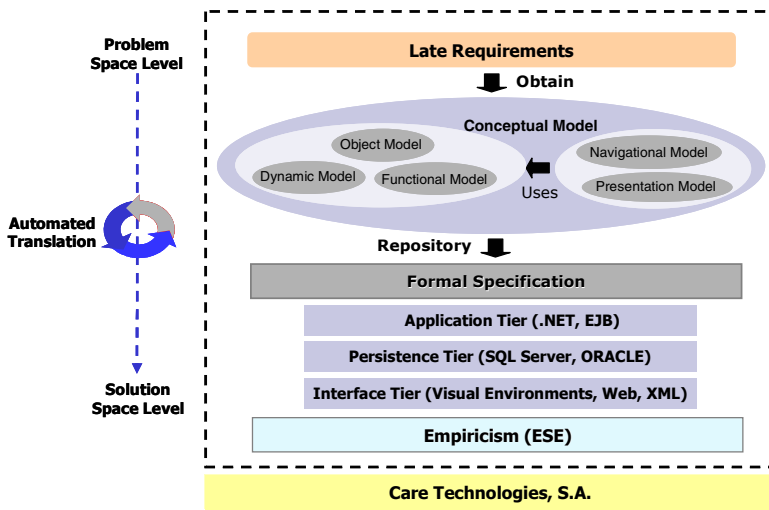 Problem
Space Level
Automated
Translation
Solution
Space Level
Late Requirements
Obtain
Conceptual Model
Object Model
Dynamic Model
Functional Model
Uses
Navigational Model
Presentation Model
Repository
Formal Specification
Application Tier (.NET, EJB)
Persistence Tier (SQL Server, ORACLE)
Interface Tier (Visual Environments, Web, XML)
Empiricism (ESE)
Care Technologies, S.A.